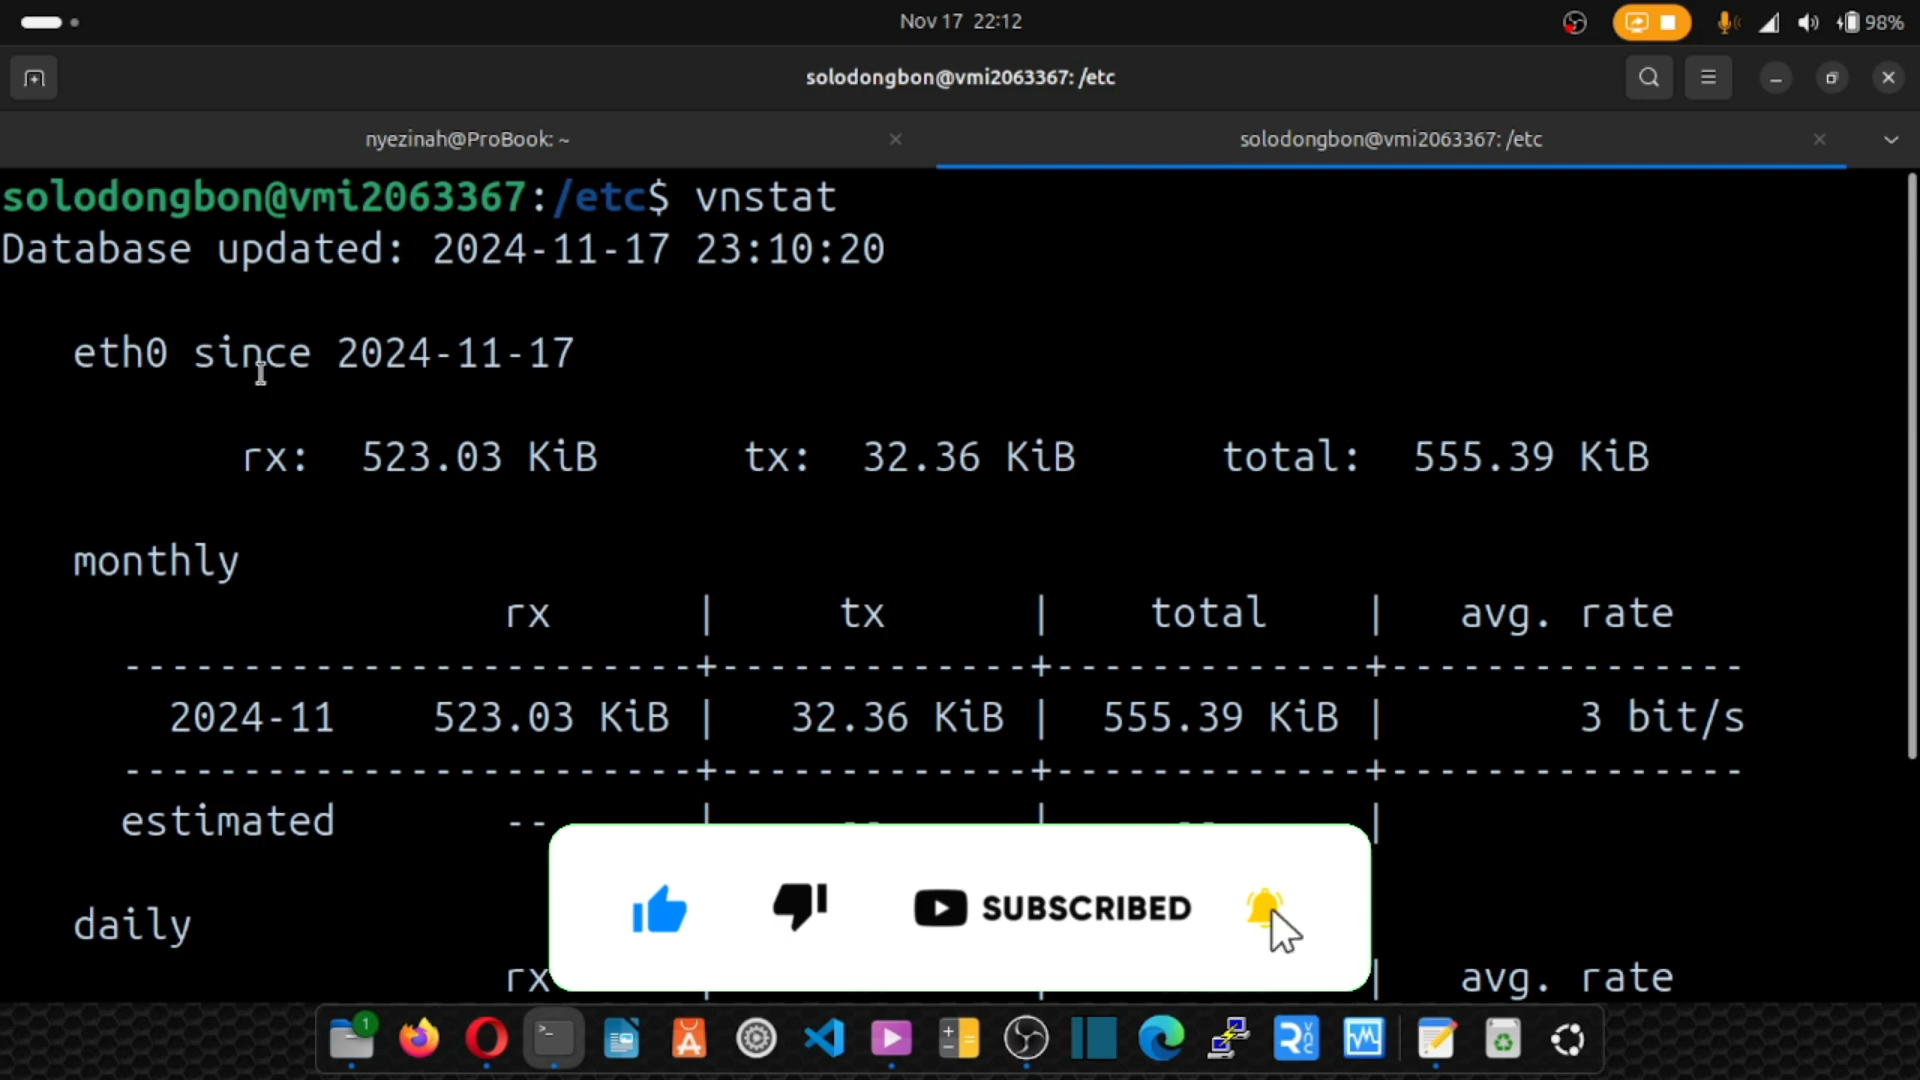 Nov 17 22:12
98%
solodongbon@vmi2063367: /etc
nyezinah@ProBook: ~
solodongbon@vmi2063367: /etc
solodongbon@vmi2063367:/etc$ vnstat
Database updated: 2024-11-17 23:10:20
eth0 since 2024-11-17
rx: 523.03 KiB tx: 32.36 KiB total: 555.39 KiB
monthly
rx | tx | total | avg. rate
------------------------+-------------+-------------+---------------
2024-11 523.03 KiB | 32.36 KiB | 555.39 KiB | 3 bit/s
------------------------+-------------+-------------+---------------
estimated -- | -- | -- |
SUBSCRIBED
daily
rx | avg. rate
1